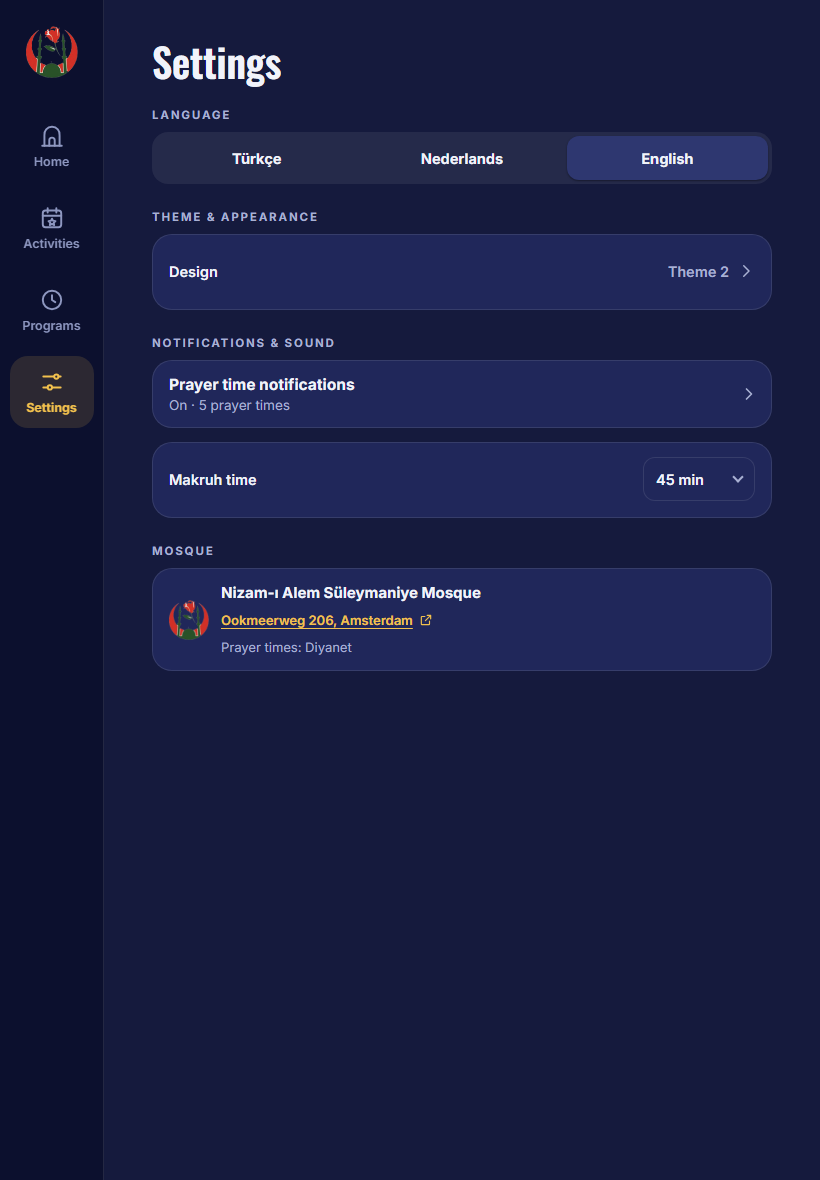 Settings
LANGUAGE
Türkçe
Nederlands
English
Home
Activities
Programs
Settings
THEME & APPEARANCE
Design
Theme 2
NOTIFICATIONS & SOUND
Prayer time notifications
On · 5 prayer times
Makruh time
45 min
MOSQUE
Nizam-ı Alem Süleymaniye Mosque
Ookmeerweg 206, Amsterdam
Prayer times: Diyanet